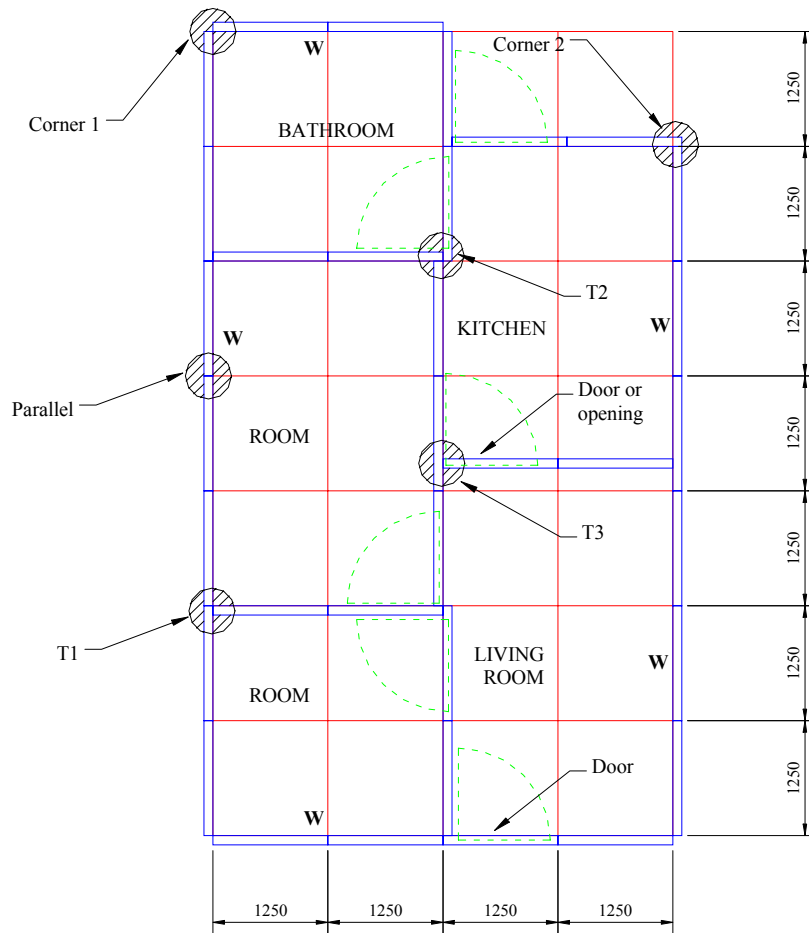 W
Corner 2
Corner 1
BATHROOM
1250
1250
T2
KITCHEN
W
W
1250
Parallel
Door or
opening
ROOM
1250
T3
1250
T1
LIVING
ROOM
W
ROOM
1250
Door
W
1250
1250
1250
1250
1250